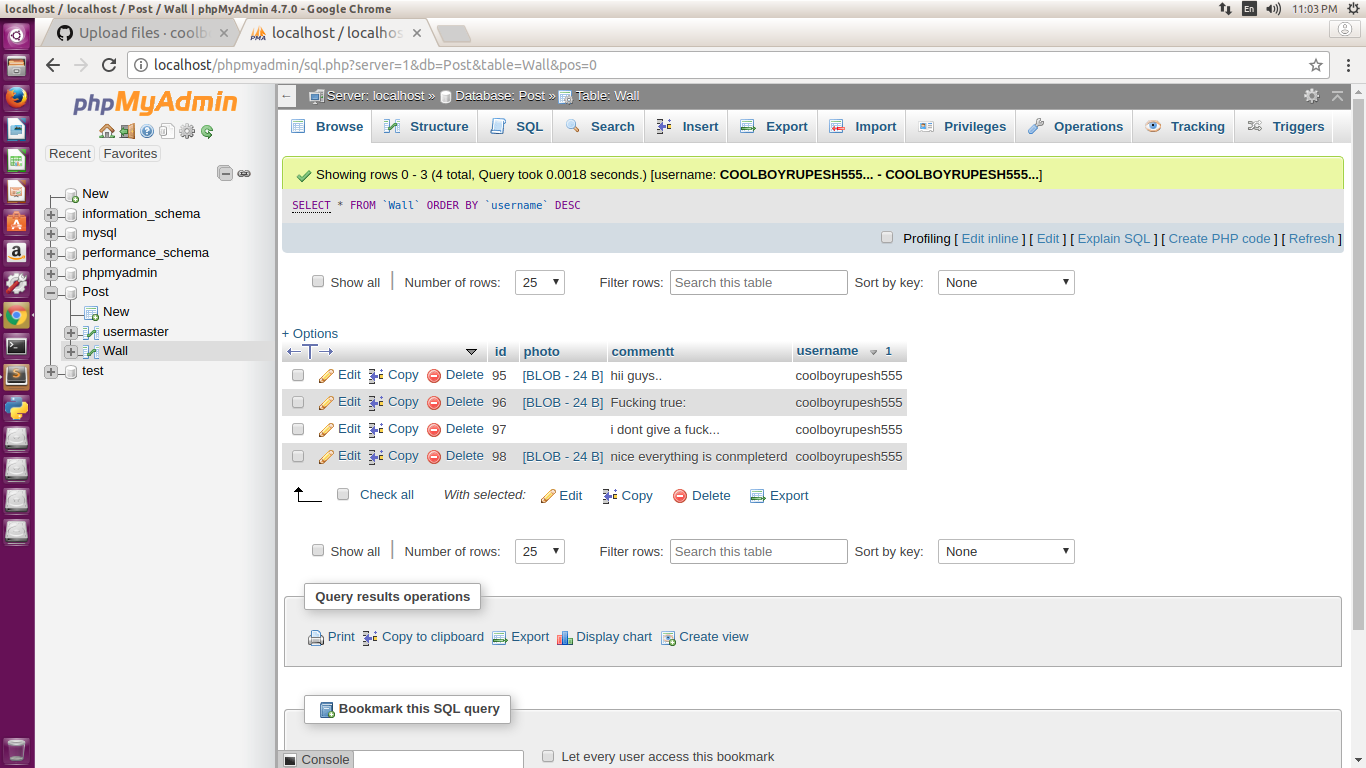 localhost / localhost / Post / Wall | phpMyAdmin 4.7.0 - Google Chrome
En
11:03 PM
Upload files · coolb
localhost / localhos
PMA
localhost/phpmyadmin/sql.php?server=1&db=Post&table=Wall&pos=0
phpMyAdmin
Recent Favorites
New
information_schema
mysql
performance_schema
phpmyadmin
Post
New
usermaster
Wall
test
Server: localhost » Database: Post » Table: Wall
Browse Structure SQL Search Insert Export Import Privileges Operations Tracking Triggers
Showing rows 0 - 3 (4 total, Query took 0.0018 seconds.) [username: COOLBOYRUPESH555... - COOLBOYRUPESH555...]
SELECT * FROM `Wall` ORDER BY `username` DESC
Profiling [ Edit inline ] [ Edit ] [ Explain SQL ] [ Create PHP code ] [ Refresh ]
Show all Number of rows: 25 Filter rows: Search this table Sort by key: None
+ Options
←T→ id photo commentt username 1
Edit Copy Delete 95 [BLOB - 24 B] hii guys.. coolboyrupesh555
Edit Copy Delete 96 [BLOB - 24 B] Fucking true: coolboyrupesh555
Edit Copy Delete 97 i dont give a fuck... coolboyrupesh555
Edit Copy Delete 98 [BLOB - 24 B] nice everything is conmpleterd coolboyrupesh555
Check all With selected: Edit Copy Delete Export
Show all Number of rows: 25 Filter rows: Search this table Sort by key: None
Query results operations
Print Copy to clipboard Export Display chart Create view
Bookmark this SQL query
Let every user access this bookmark
Console